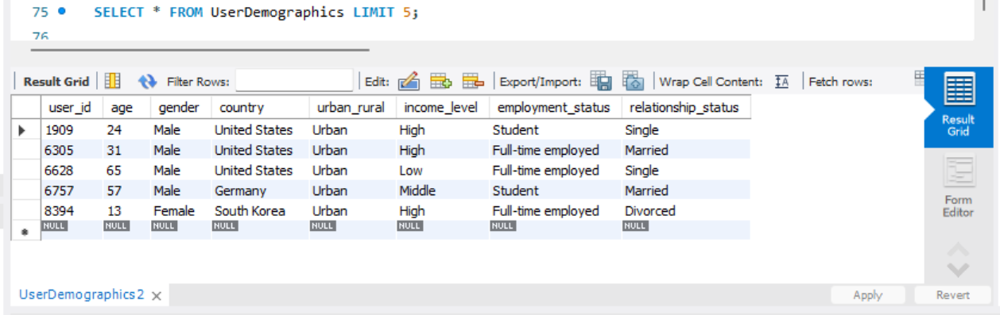 75 SELECT * FROM UserDemographics LIMIT 5;
76
Result Grid Filter Rows: Edit: Export/Import: Wrap Cell Content: IA Fetch rows:
user_id age gender country urban_rural income_level employment_status relationship_status
1909 24 Male United States Urban High Student Single
6305 31 Male United States Urban High Full-time employed Married
6628 65 Male United States Urban Low Full-time employed Single
6757 57 Male Germany Urban Middle Student Married
8394 13 Female South Korea Urban High Full-time employed Divorced
NULL NULL NULL NULL NULL NULL NULL NULL
Result
Grid
Form
Editor
UserDemographics2 Apply Revert